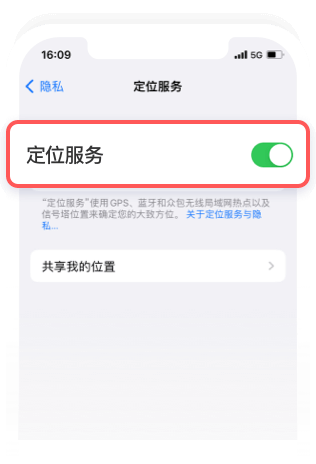 16:09 5G
隐私 定位服务
定位服务
“定位服务”使用 GPS、蓝牙和众包无线局域网热点以及
信号塔位置来确定您的大致方位。 关于定位服务与隐
私...
共享我的位置